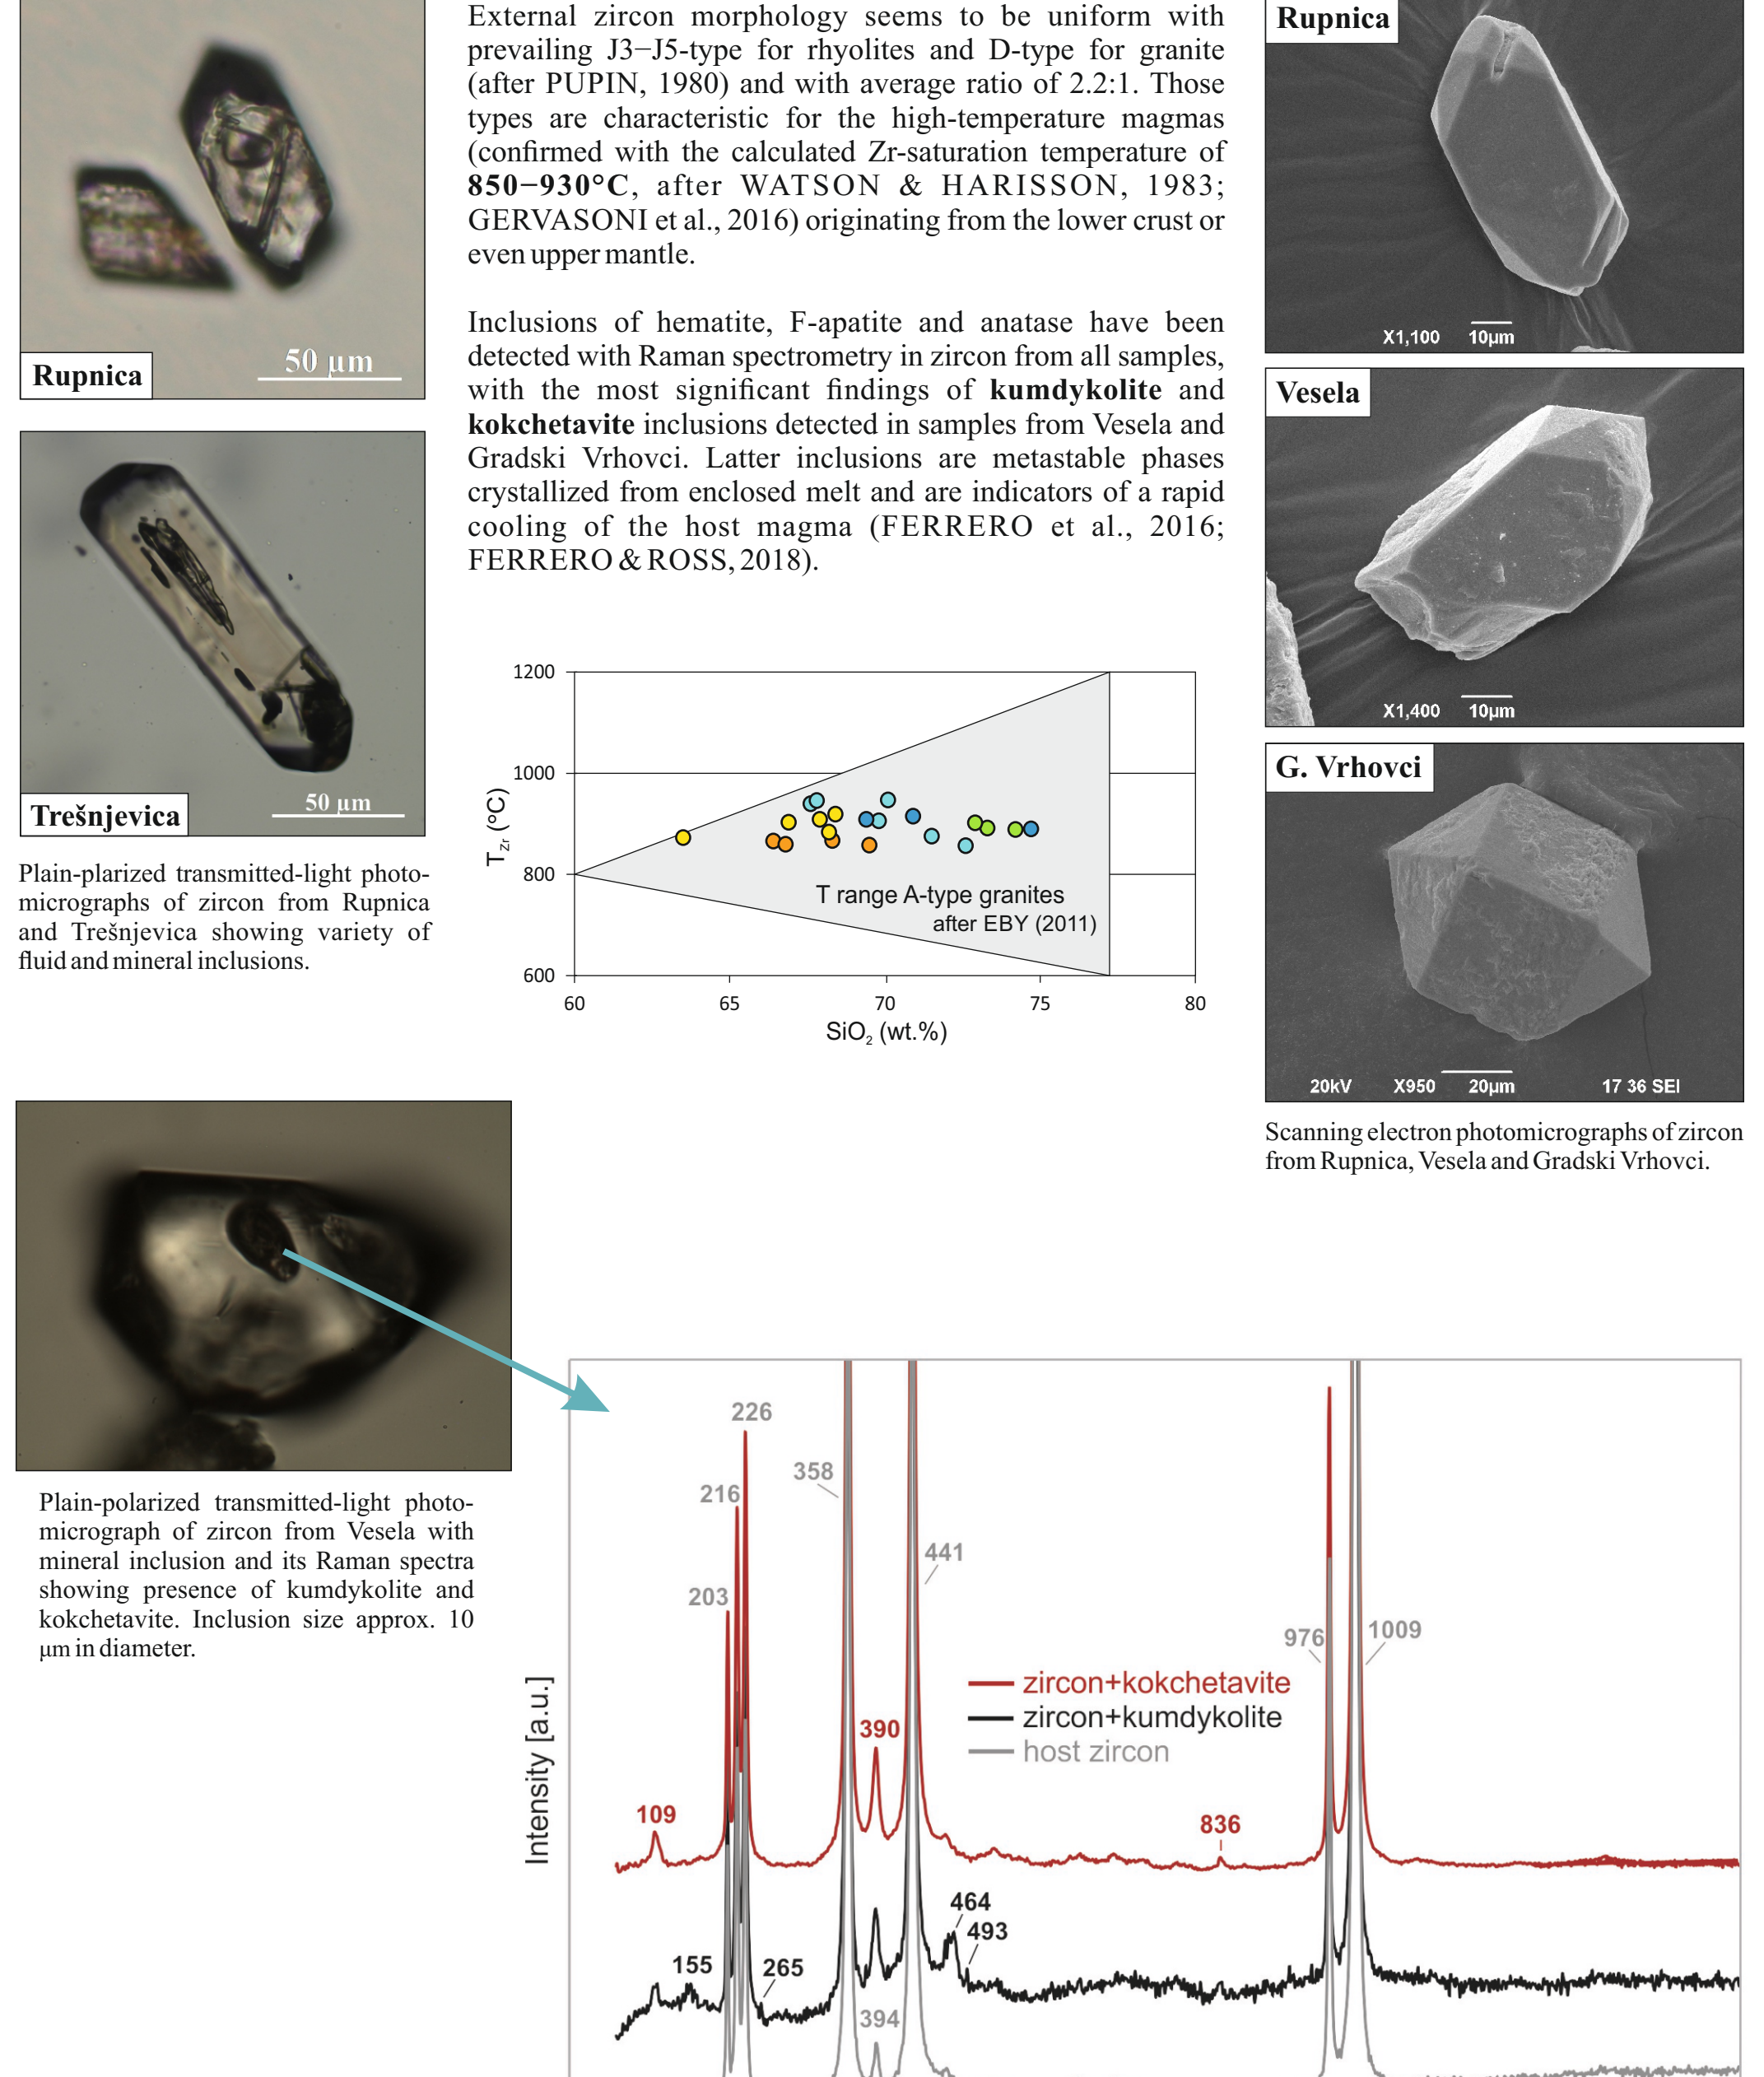 Rupnica
50 µm
Trešnjevica
50 µm
Plain-plarized transmitted-light photo-
micrographs of zircon from Rupnica
and Trešnjevica showing variety of
fluid and mineral inclusions.
External zircon morphology seems to be uniform with
prevailing J3−J5-type for rhyolites and D-type for granite
(after PUPIN, 1980) and with average ratio of 2.2:1. Those
types are characteristic for the high-temperature magmas
(confirmed with the calculated Zr-saturation temperature of
850−930°C, after WATSON & HARISSON, 1983;
GERVASONI et al., 2016) originating from the lower crust or
even upper mantle.
Inclusions of hematite, F-apatite and anatase have been
detected with Raman spectrometry in zircon from all samples,
with the most significant findings of kumdykolite and
kokchetavite inclusions detected in samples from Vesela and
Gradski Vrhovci. Latter inclusions are metastable phases
crystallized from enclosed melt and are indicators of a rapid
cooling of the host magma (FERRERO et al., 2016;
FERRERO & ROSS, 2018).
1200
1000
800
600
Tzr (°C)
T range A-type granites
after EBY (2011)
60
65
70
75
80
SiO₂ (wt.%)
Rupnica
X1,100 10µm
Vesela
X1,400 10µm
G. Vrhovci
20kV X950 20µm 17 36 SEI
Scanning electron photomicrographs of zircon
from Rupnica, Vesela and Gradski Vrhovci.
Plain-polarized transmitted-light photo-
micrograph of zircon from Vesela with
mineral inclusion and its Raman spectra
showing presence of kumdykolite and
kokchetavite. Inclusion size approx. 10
µm in diameter.
Intensity [a.u.]
226
358
216
441
203
976
1009
zircon+kokchetavite
zircon+kumdykolite
host zircon
390
109
836
464
493
155
265
394